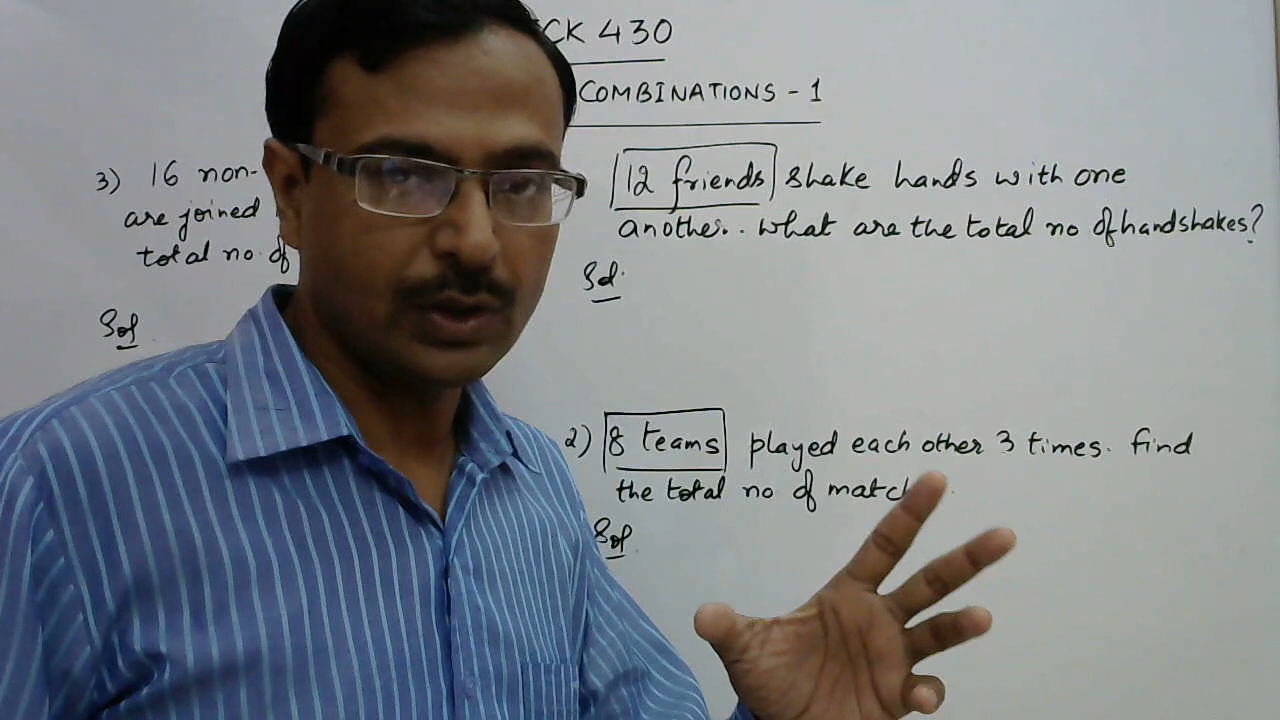 CK 430
COMBINATIONS - 1
12 friends shake hands with one
another. What are the total no of handshakes?
Sol.
2) 8 teams played each other 3 times. Find
the total no of
Sol.
3) 16 non-
are joined
total no. of
Sol.